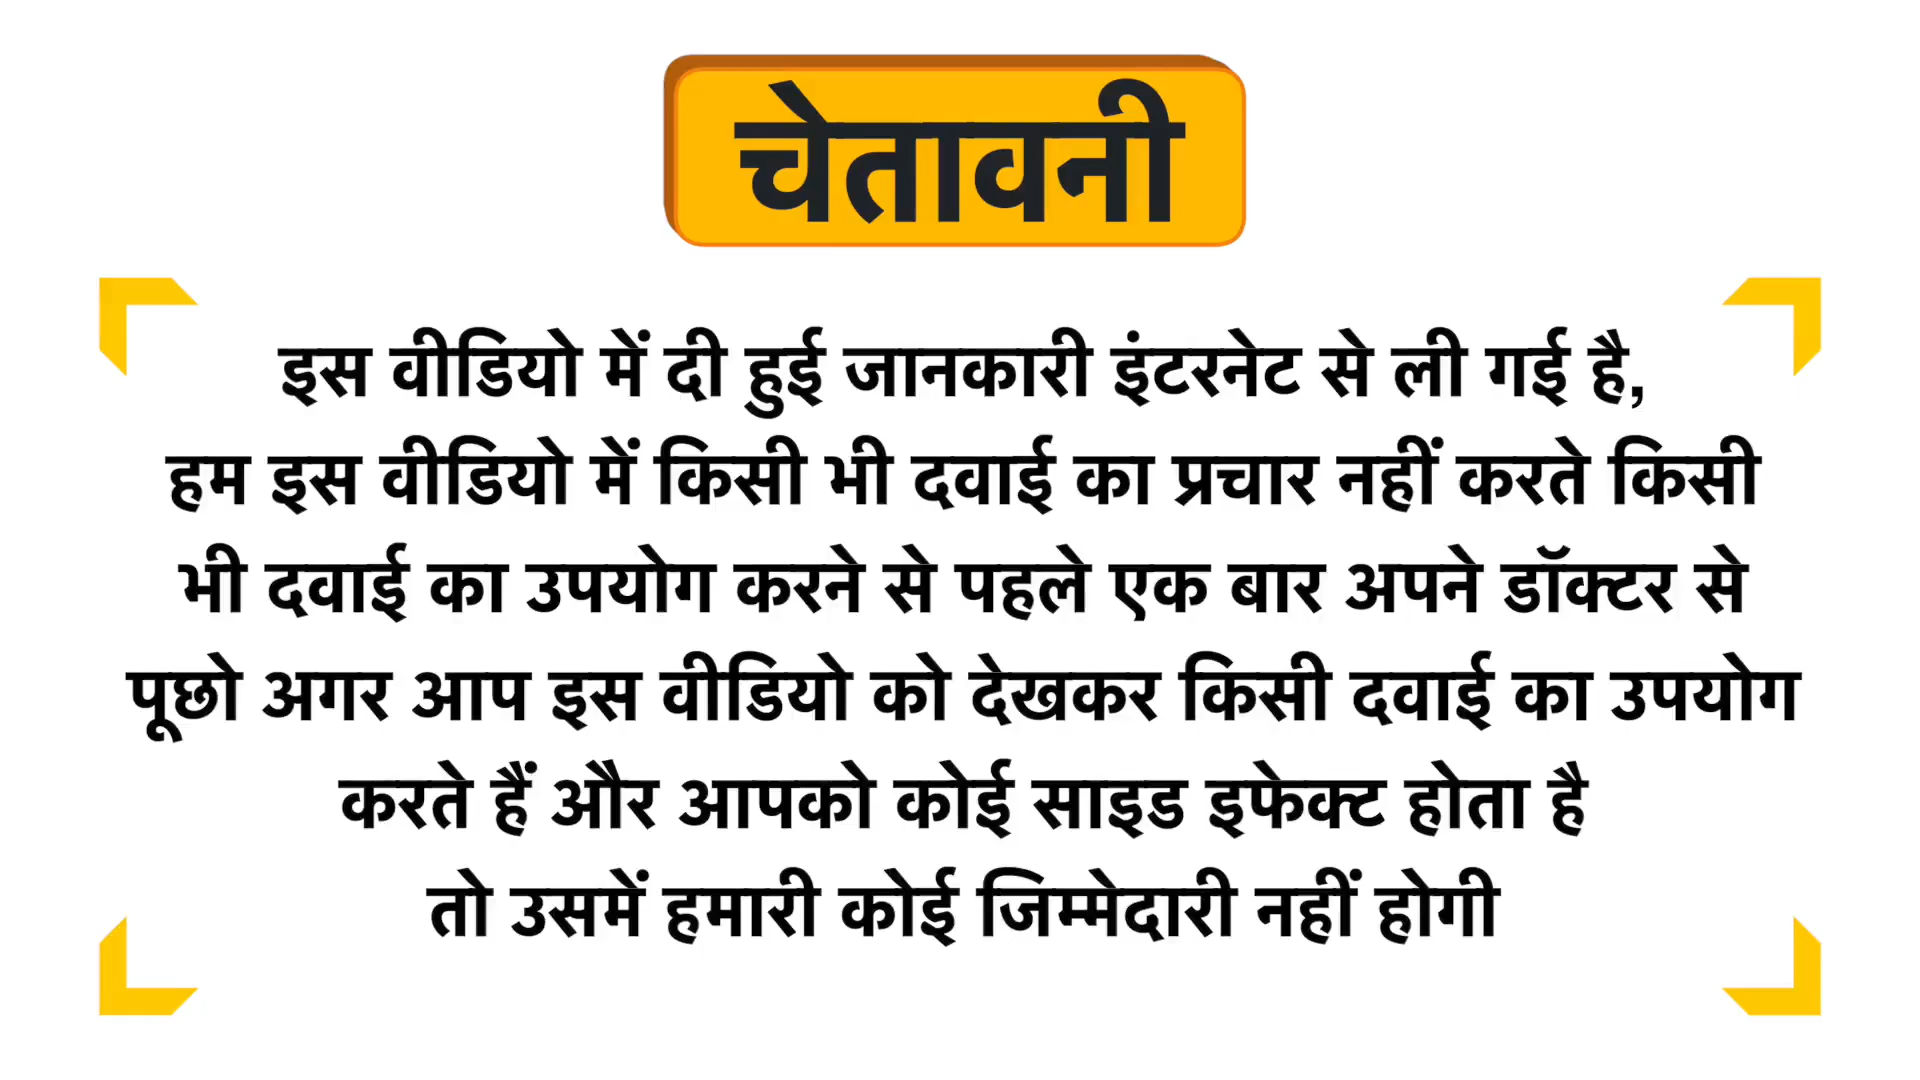 चेतावनी
इस वीडियो में दी हुई जानकारी इंटरनेट से ली गई है,
हम इस वीडियो में किसी भी दवाई का प्रचार नहीं करते किसी
भी दवाई का उपयोग करने से पहले एक बार अपने डॉक्टर से
पूछो अगर आप इस वीडियो को देखकर किसी दवाई का उपयोग
करते हैं और आपको कोई साइड इफेक्ट होता है
तो उसमें हमारी कोई जिम्मेदारी नहीं होगी